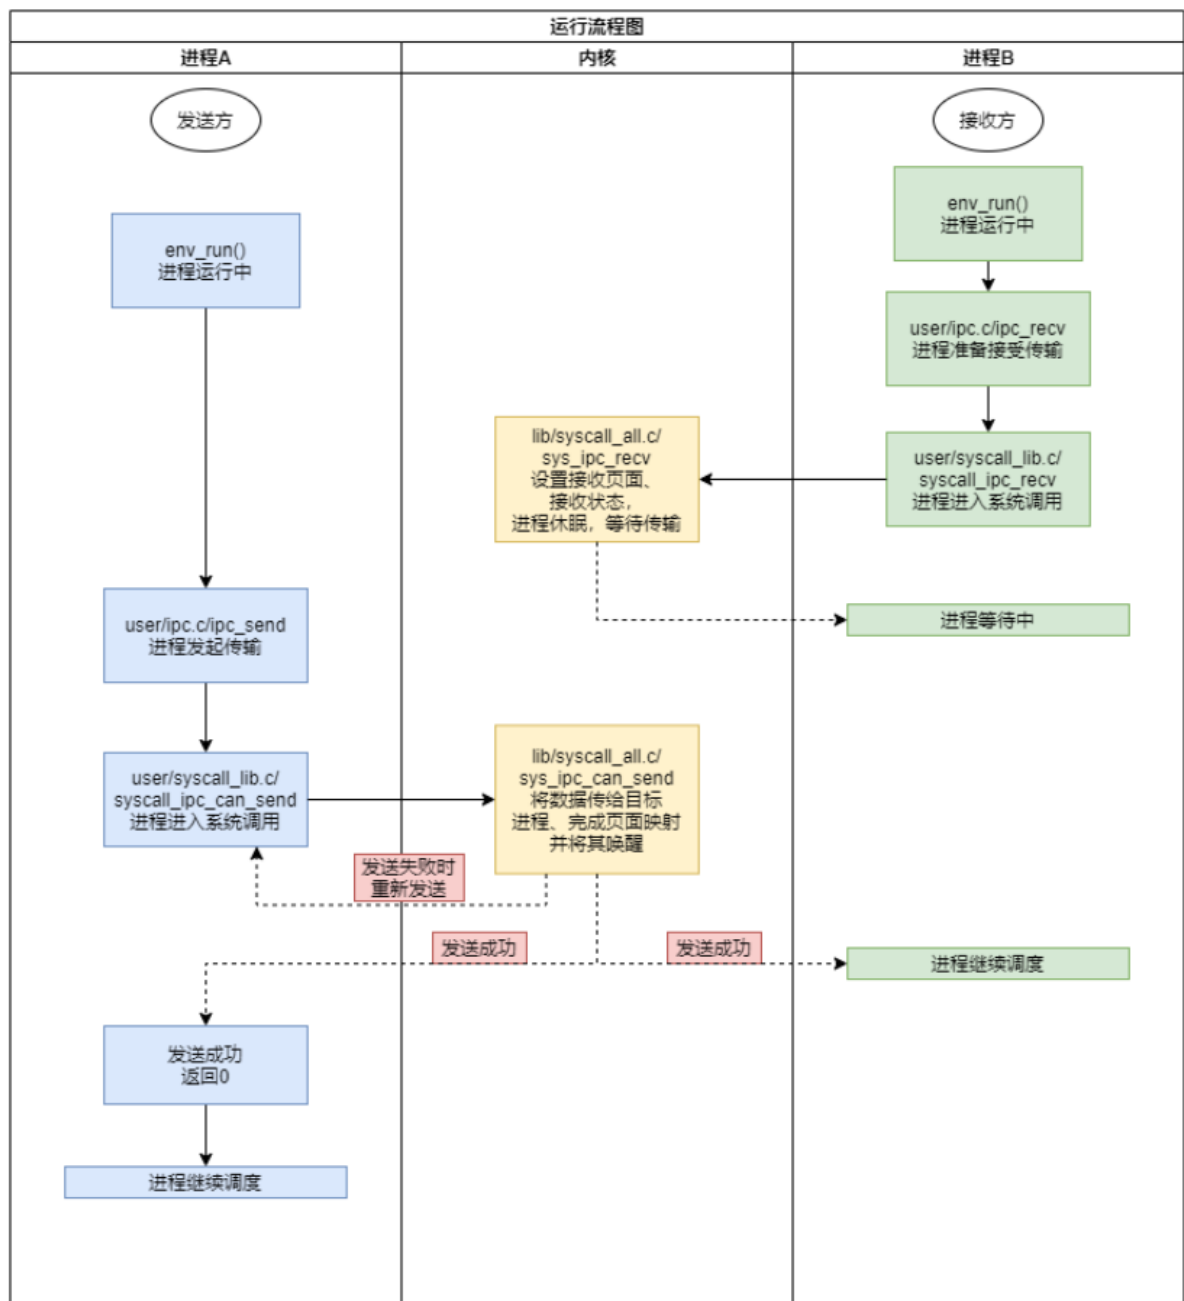 运行流程图
进程A
内核
进程B
发送方
接收方
env_run()
进程运行中
env_run()
进程运行中
user/ipc.c/ipc_recv
进程准备接受传输
lib/syscall_all.c/
sys_ipc_recv
设置接收页面、
接收状态，
进程休眠，等待传输
user/syscall_lib.c/
syscall_ipc_recv
进程进入系统调用
user/ipc.c/ipc_send
进程发起传输
进程等待中
user/syscall_lib.c/
syscall_ipc_can_send
进程进入系统调用
lib/syscall_all.c/
sys_ipc_can_send
将数据传给目标
进程、完成页面映射
并将其唤醒
发送失败时
重新发送
发送成功
发送成功
进程继续调度
发送成功
返回0
进程继续调度